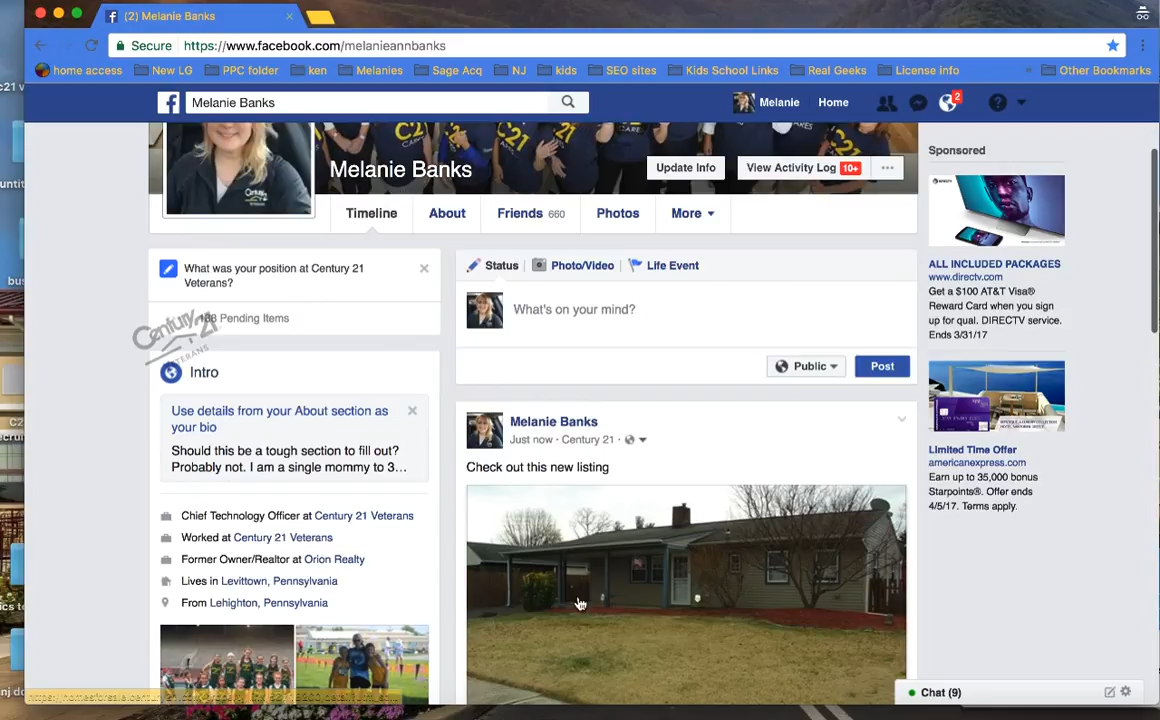 (2) Melanie Banks
Secure https://www.facebook.com/melanieannbanks
home access New LG PPC folder ken Melanies Sage Acq NJ kids SEO sites Kids School Links Real Geeks License info » Other Bookmarks
Melanie Banks
Melanie Home 2
Melanie Banks
Update Info View Activity Log 10+
Timeline About Friends 660 Photos More
What was your position at Century 21
Veterans?
Pending Items
Century 21
VETERANS
Intro
Use details from your About section as
your bio
Should this be a tough section to fill out?
Probably not. I am a single mommy to 3...
Chief Technology Officer at Century 21 Veterans
Worked at Century 21 Veterans
Former Owner/Realtor at Orion Realty
Lives in Levittown, Pennsylvania
From Lehighton, Pennsylvania
Status Photo/Video Life Event
What's on your mind?
Public Post
Melanie Banks
Just now · Century 21 ·
Check out this new listing
Sponsored
ALL INCLUDED PACKAGES
www.directv.com
Get a $100 AT&T Visa®
Reward Card when you sign
up for qual. DIRECTV service.
Ends 3/31/17
Limited Time Offer
americanexpress.com
Earn up to 35,000 bonus
Starpoints®. Offer ends
4/5/17. Terms apply.
Chat (9)
C21
CARES
C21